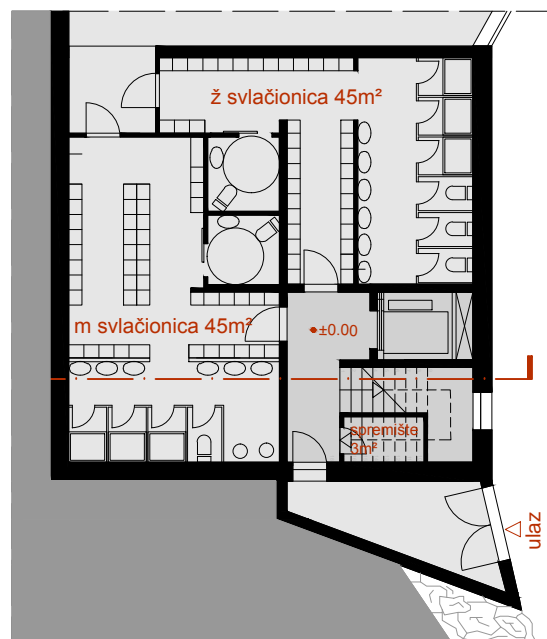 ž svlačionica 45m²
m svlačionica 45m²
±0.00
spremište
3m²
ulaz